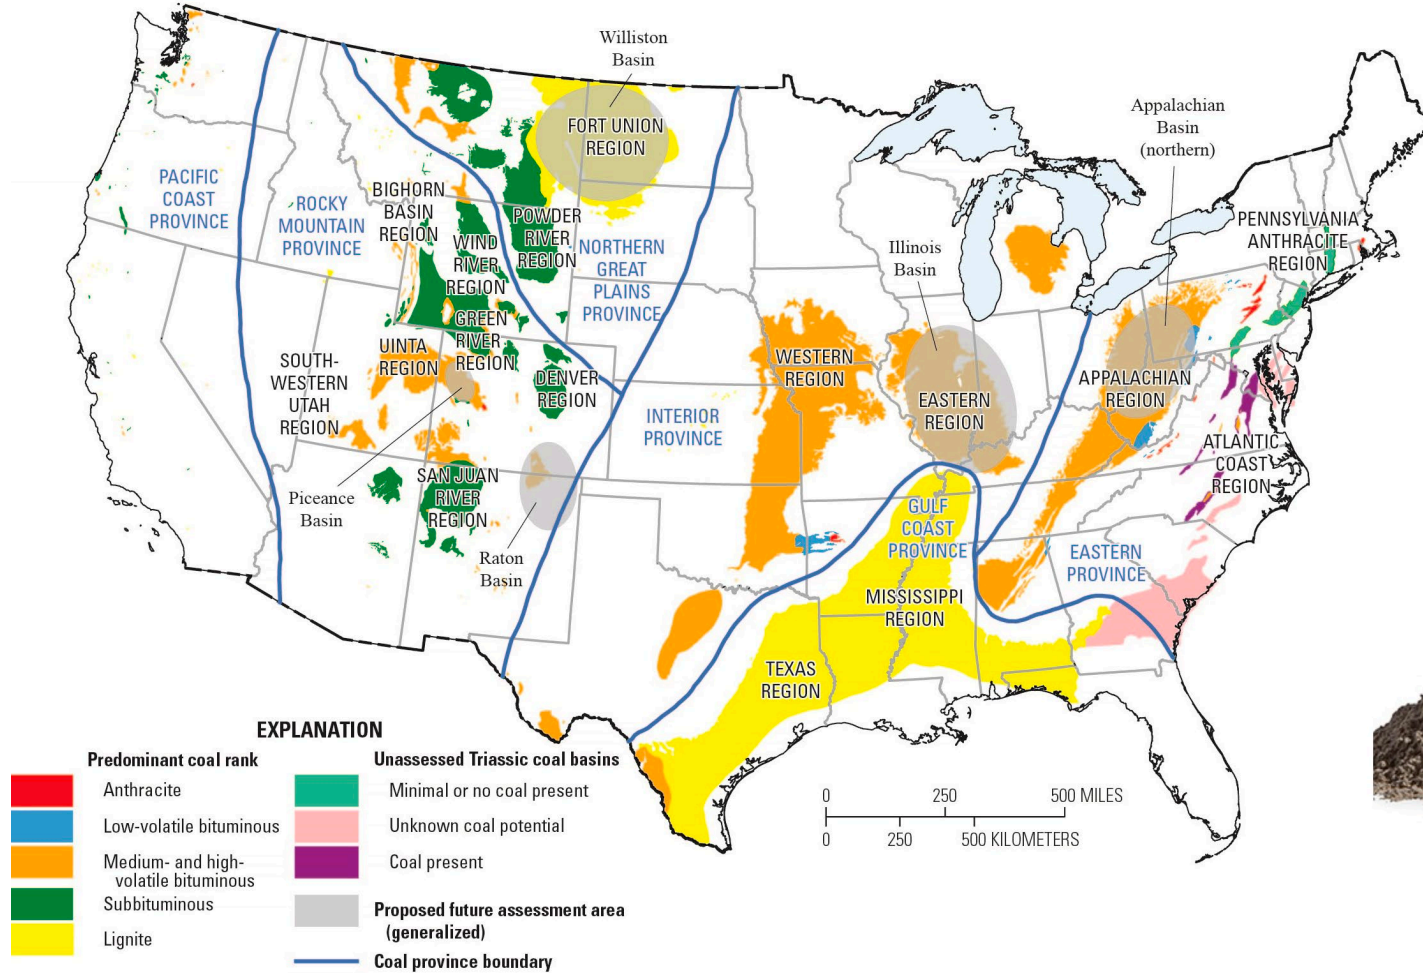 Williston
Basin
FORT UNION
REGION
Appalachian
Basin
(northern)
PACIFIC
COAST
PROVINCE
ROCKY
MOUNTAIN
PROVINCE
BIGHORN
BASIN
REGION
WIND
RIVER
REGION
POWDER
RIVER
REGION
NORTHERN
GREAT
PLAINS
PROVINCE
Illinois
Basin
PENNSYLVANIA
ANTHRACITE
REGION
GREEN
RIVER
REGION
UINTA
REGION
SOUTH-
WESTERN
UTAH
REGION
DENVER
REGION
WESTERN
REGION
EASTERN
REGION
APPALACHIAN
REGION
INTERIOR
PROVINCE
ATLANTIC
COAST
REGION
Piceance
Basin
SAN JUAN
RIVER
REGION
Raton
Basin
GULF
COAST
PROVINCE
EASTERN
PROVINCE
MISSISSIPPI
REGION
TEXAS
REGION
EXPLANATION
Predominant coal rank
Anthracite
Low-volatile bituminous
Medium- and high-
volatile bituminous
Subbituminous
Lignite
Unassessed Triassic coal basins
Minimal or no coal present
Unknown coal potential
Coal present
Proposed future assessment area
(generalized)
Coal province boundary
0 250 500 MILES
0 250 500 KILOMETERS